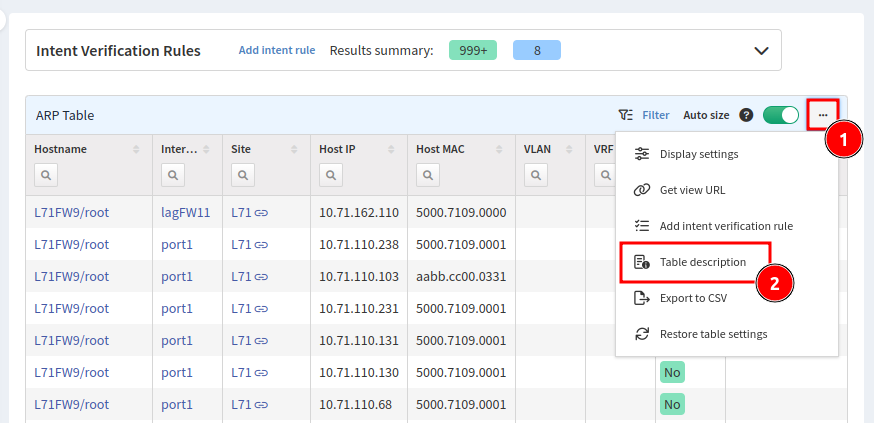 Intent Verification Rules Add intent rule Results summary: 999+ 8
ARP Table Filter Auto size ? ...
1
Hostname Inter... Site Host IP Host MAC VLAN VRF
Display settings
Get view URL
Add intent verification rule
Table description
2
Export to CSV
Restore table settings
L71FW9/root lagFW11 L71 10.71.162.110 5000.7109.0000
L71FW9/root port1 L71 10.71.110.238 5000.7109.0001
L71FW9/root port1 L71 10.71.110.103 aabb.cc00.0331
L71FW9/root port1 L71 10.71.110.231 5000.7109.0001
L71FW9/root port1 L71 10.71.110.131 5000.7109.0001
L71FW9/root port1 L71 10.71.110.130 5000.7109.0001 No
L71FW9/root port1 L71 10.71.110.68 5000.7109.0001 No